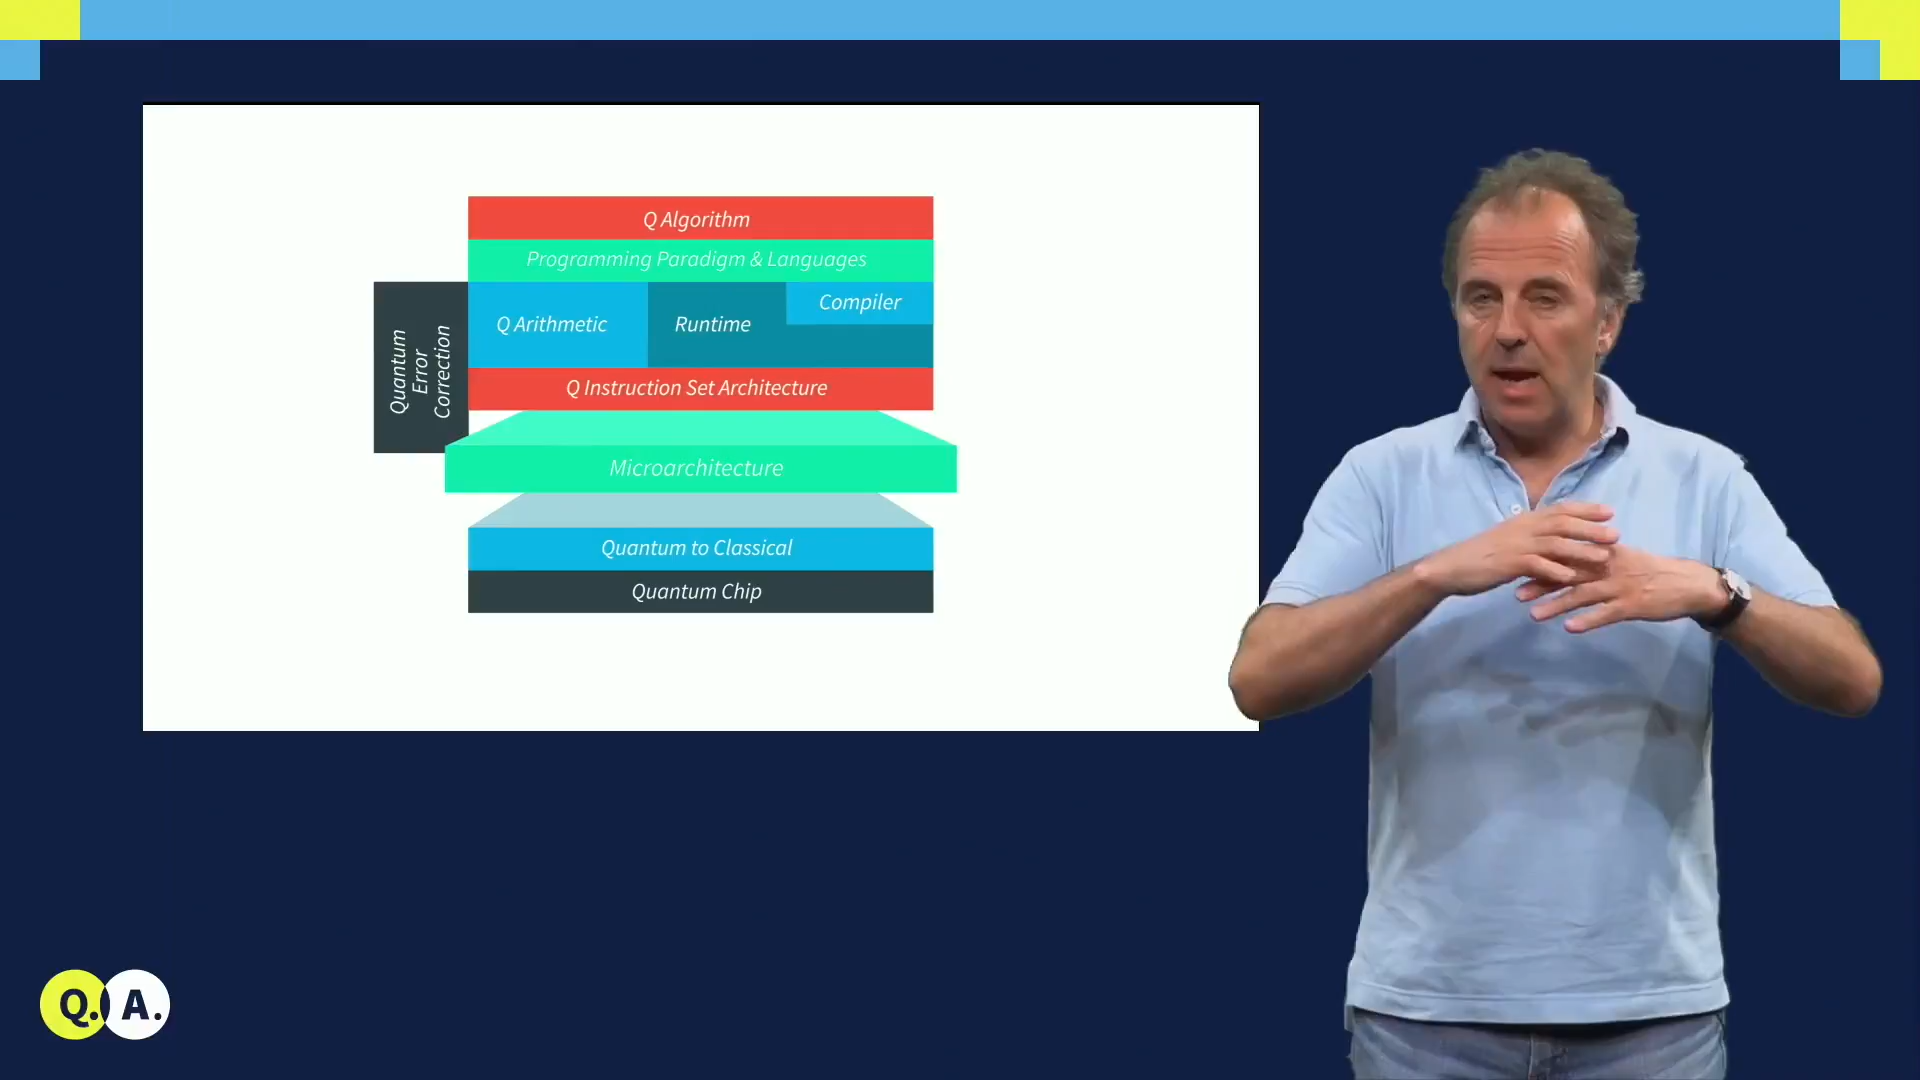 Q Algorithm
Programming Paradigm & Languages
Quantum
Error
Correction
Q Arithmetic
Runtime
Compiler
Q Instruction Set Architecture
Microarchitecture
Quantum to Classical
Quantum Chip
Q. A.